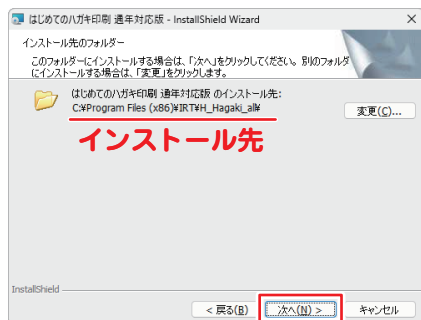 はじめてのハガキ印刷 通年対応版 - InstallShield Wizard
インストール先のフォルダー
このフォルダーにインストールする場合は、「次へ」をクリックしてください。別のフォルダ
にインストールする場合は、「変更」をクリックします。
はじめてのハガキ印刷 通年対応版 のインストール先:
C:¥Program Files (x86)¥IRT¥H_Hagaki_al¥
変更(C)...
インストール先
InstallShield
< 戻る(B)
次へ(N) >
キャンセル